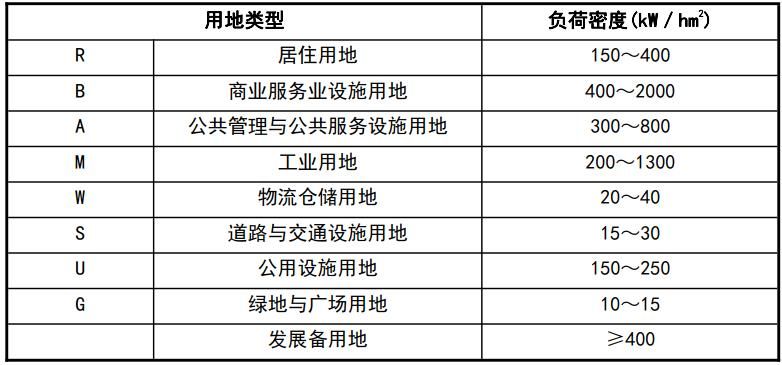 用地类型 负荷密度(kW/hm²)
R 居住用地 150～400
B 商业服务业设施用地 400～2000
A 公共管理与公共服务设施用地 300～800
M 工业用地 200～1300
W 物流仓储用地 20～40
S 道路与交通设施用地 15～30
U 公用设施用地 150～250
G 绿地与广场用地 10～15
发展备用地 ≥400